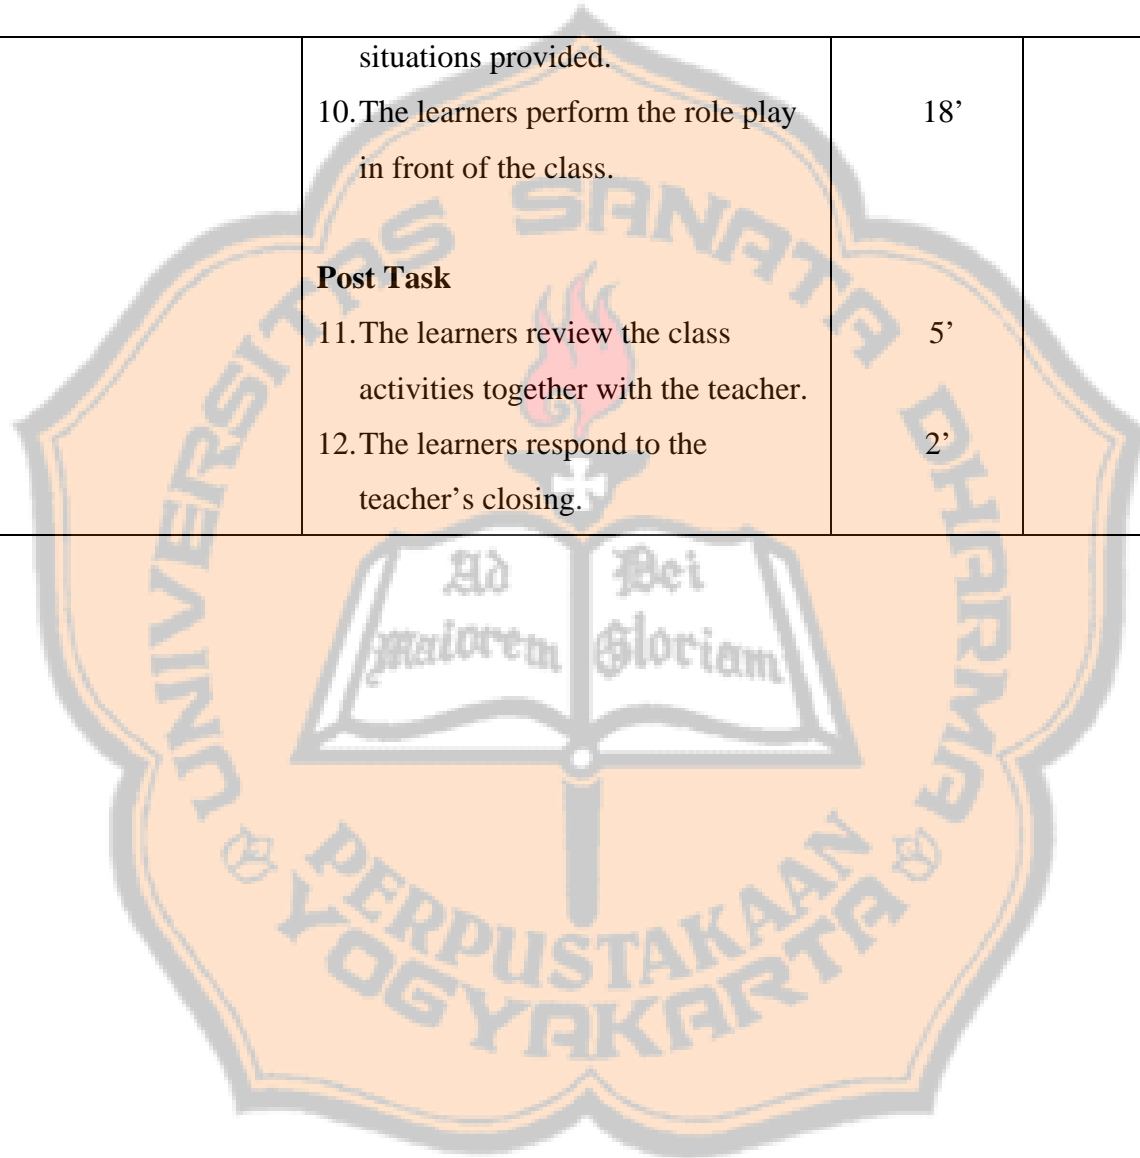 situations provided.
10. The learners perform the role play 18’
in front of the class.
UNIVERSITAS SANATA DHARMA
Post Task
11. The learners review the class 5’
activities together with the teacher.
12. The learners respond to the 2’
teacher’s closing.
Ad Dei
maiorem Gloriam
PERPUSTAKAAN
YOGYAKARTA